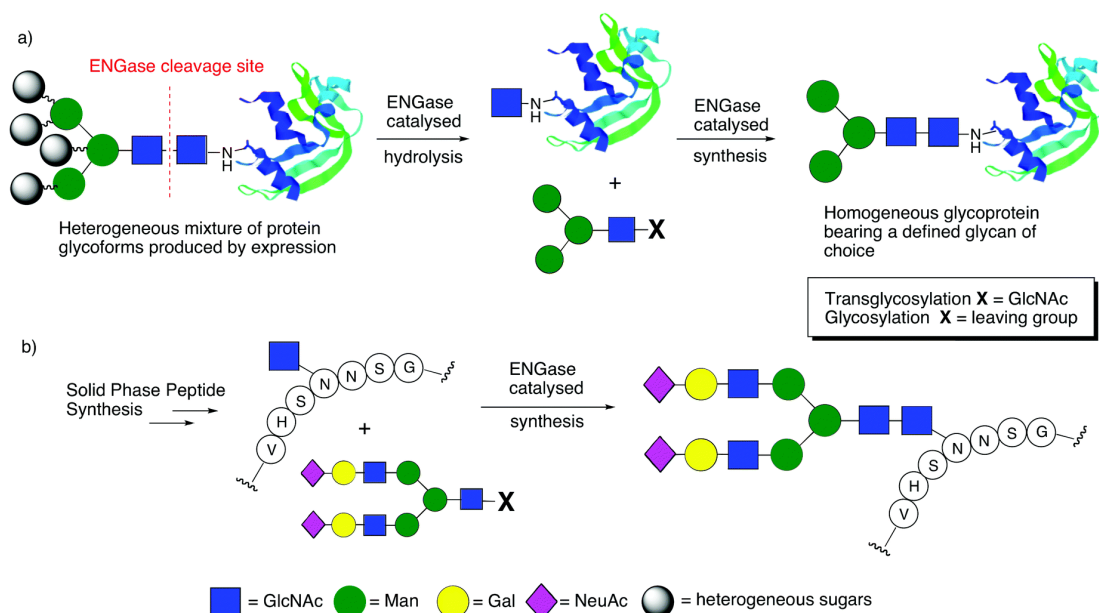 a)
ENGase cleavage site
N
H
Heterogeneous mixture of protein
glycoforms produced by expression
ENGase
catalysed
hydrolysis
N
H
+
X
ENGase
catalysed
synthesis
N
H
Homogeneous glycoprotein
bearing a defined glycan of
choice
Transglycosylation X = GlcNAc
Glycosylation X = leaving group
b)
Solid Phase Peptide
Synthesis
V H S N N S G
+
X
ENGase
catalysed
synthesis
V H S N N S G
= GlcNAc = Man = Gal = NeuAc = heterogeneous sugars